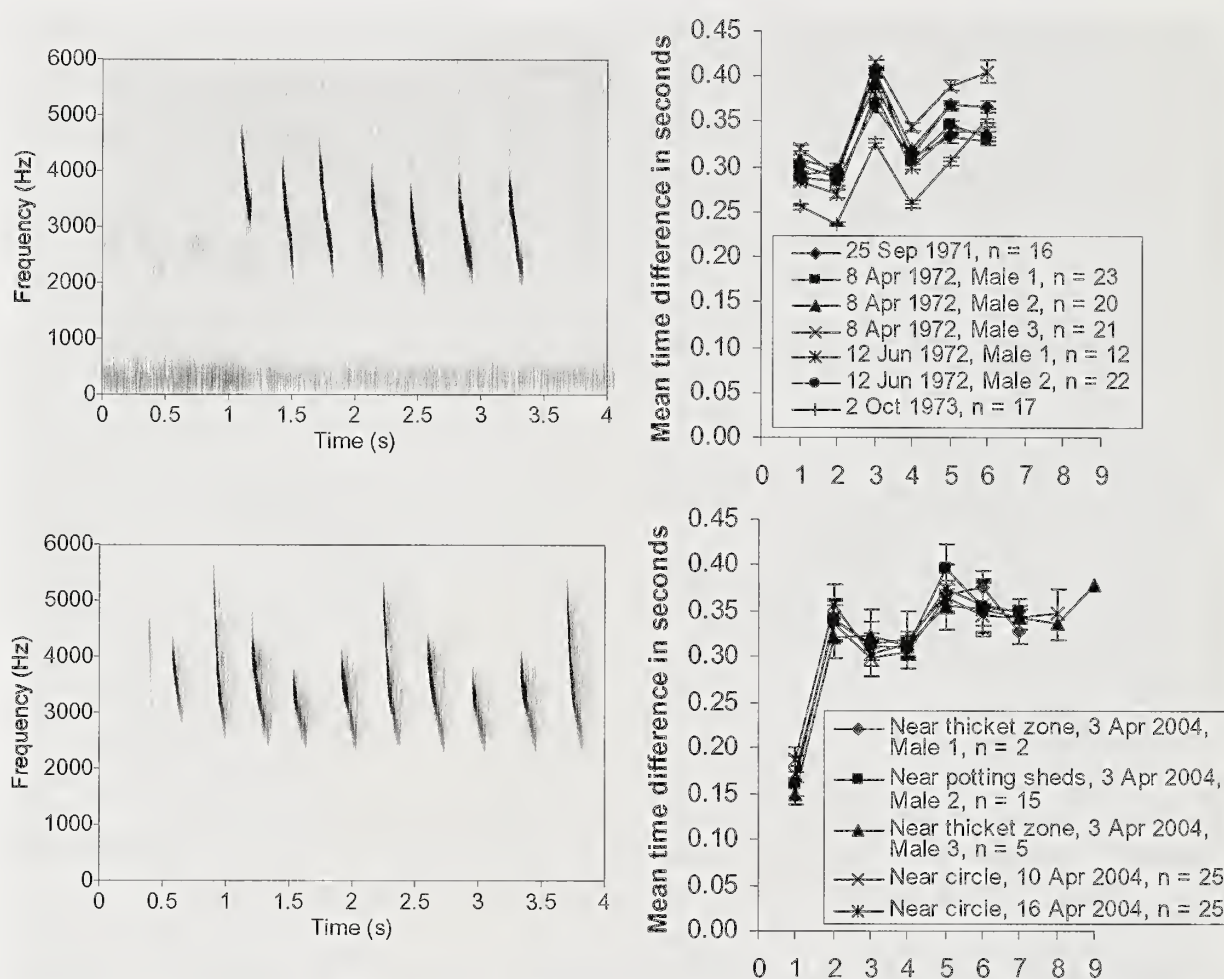 6000
5000
4000
3000
2000
1000
0
Frequency (Hz)
0 0.5 1 1.5 2 2.5 3 3.5 4
Time (s)
Mean time difference in seconds
0.45
0.40
0.35
0.30
0.25
0.20
0.15
0.10
0.05
0.00
25 Sep 1971, n = 16
8 Apr 1972, Male 1, n = 23
8 Apr 1972, Male 2, n = 20
8 Apr 1972, Male 3, n = 21
12 Jun 1972, Male 1, n = 12
12 Jun 1972, Male 2, n = 22
2 Oct 1973, n = 17
0 1 2 3 4 5 6 7 8 9
6000
5000
4000
3000
2000
1000
0
Frequency (Hz)
0 0.5 1 1.5 2 2.5 3 3.5 4
Time (s)
Mean time difference in seconds
0.45
0.40
0.35
0.30
0.25
0.20
0.15
0.10
0.05
0.00
Near thicket zone, 3 Apr 2004,
Male 1, n = 2
Near potting sheds, 3 Apr 2004,
Male 2, n = 15
Near thicket zone, 3 Apr 2004,
Male 3, n = 5
Near circle, 10 Apr 2004, n = 25
Near circle, 16 Apr 2004, n = 25
0 1 2 3 4 5 6 7 8 9